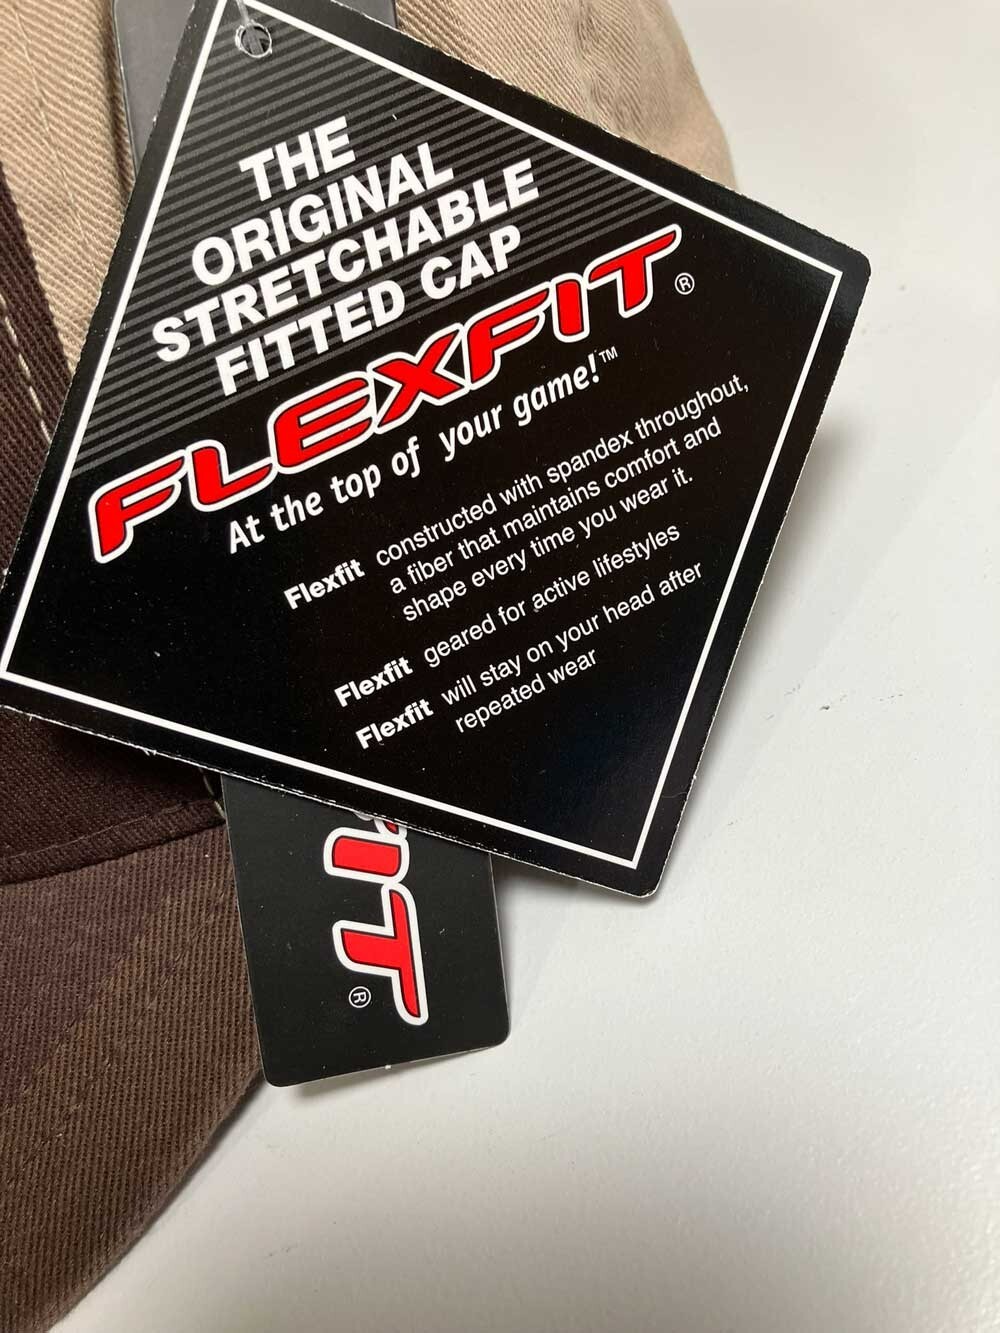 THE
ORIGINAL
STRETCHABLE
FITTED CAP
FLEXFIT®
At the top of your game!™
Flexfit constructed with spandex throughout,
a fiber that maintains comfort and
shape every time you wear it.
Flexfit geared for active lifestyles
Flexfit will stay on your head after
repeated wear
FIT®